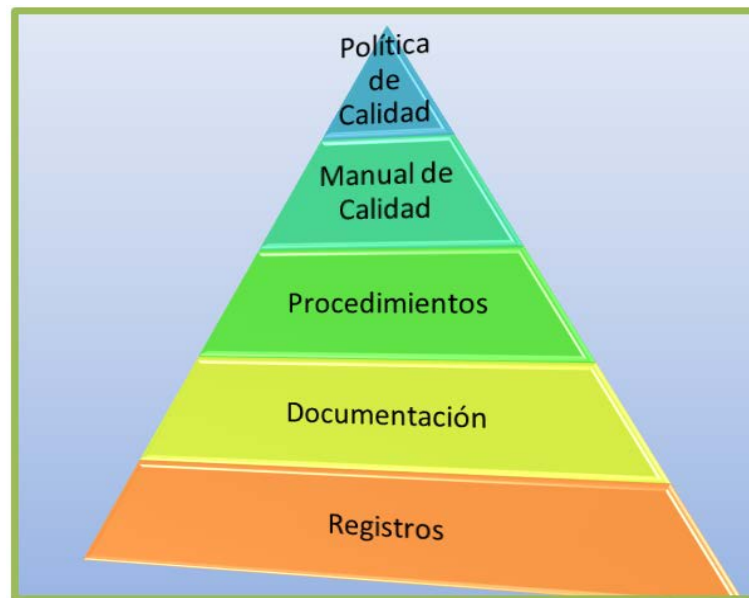 Política
de
Calidad
Manual de
Calidad
Procedimientos
Documentación
Registros